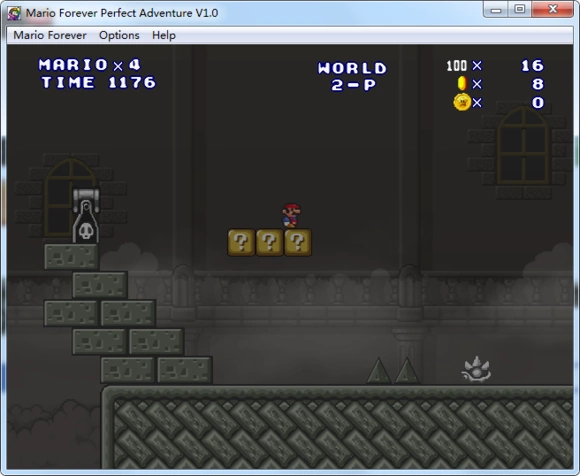 Mario Forever Perfect Adventure V1.0
Mario Forever Options Help
MARIO × 4 WORLD 100 × 16
TIME 1176 2-P × 8
× 0
? ? ?